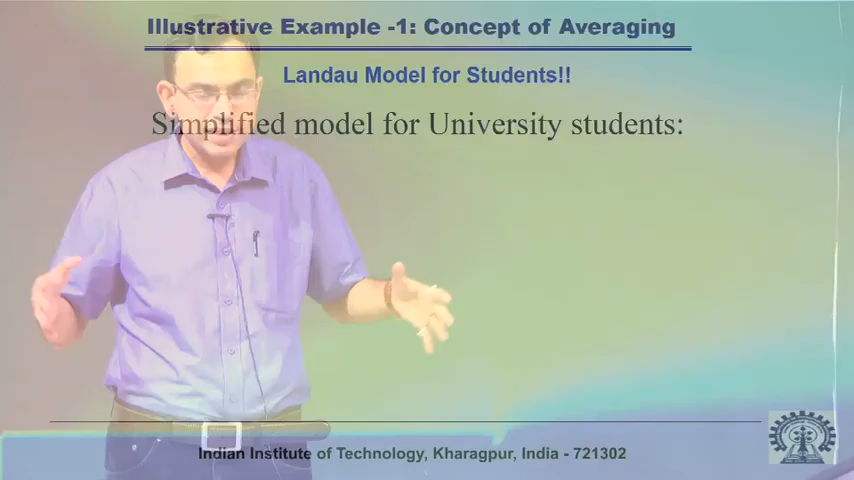 Illustrative Example -1: Concept of Averaging
Landau Model for Students!!
Simplified model for University students:
Indian Institute of Technology, Kharagpur, India - 721302